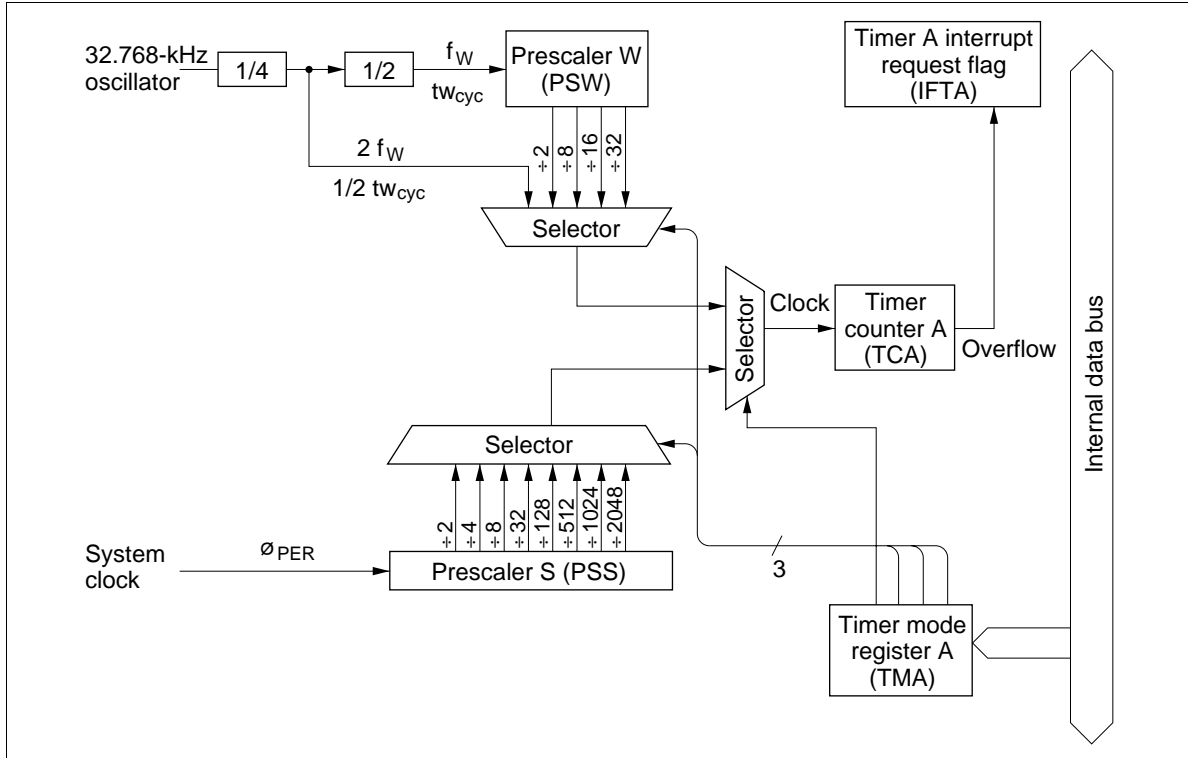 32.768-kHz
oscillator
1/4
1/2
fW
twcyc
Prescaler W
(PSW)
2 fW
1/2 twcyc
÷ 2
÷ 8
÷ 16
÷ 32
Selector
Timer A interrupt
request flag
(IFTA)
Selector
Clock
Timer
counter A
(TCA)
Overflow
Internal data bus
Selector
÷ 2
÷ 4
÷ 8
÷ 32
÷ 128
÷ 512
÷ 1024
÷ 2048
System
clock
øPER
Prescaler S (PSS)
3
Timer mode
register A
(TMA)